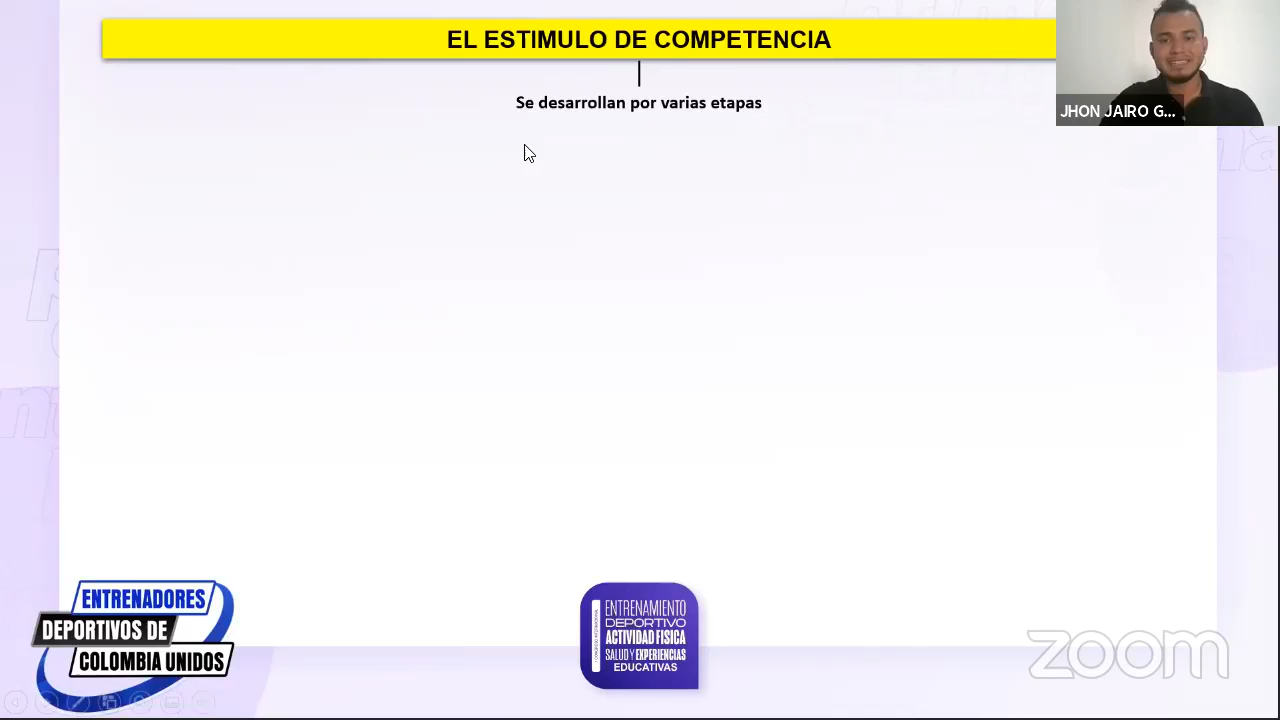 EL ESTIMULO DE COMPETENCIA
JHON JAIRO G...
Se desarrollan por varias etapas
ENTRENADORES
DEPORTIVOS DE
COLOMBIA UNIDOS
ENTRENAMIENTO
DEPORTIVO
ACTIVIDAD FISICA
SALUD Y EXPERIENCIAS
EDUCATIVAS
zoom